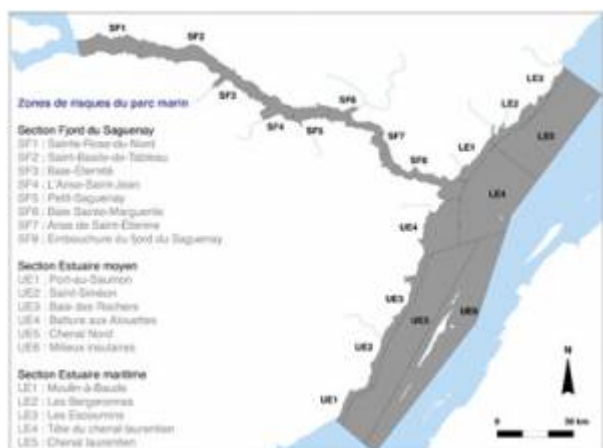 Zones de risques du parc marin
Section Fjord du Saguenay
SF1 : Sainte-Rose-du-Nord
SF2 : Saint-Basile-de-Tableau
SF3 : Baie-Éternité
SF4 : L'Anse-Saint-Jean
SF5 : Petit-Saguenay
SF6 : Baie Sainte-Marguerite
SF7 : Anse de Saint-Étienne
SF8 : Embouchure du fjord du Saguenay
Section Estuaire moyen
UE1 : Port-au-Saumon
UE2 : Saint-Siméon
UE3 : Baie des Rochers
UE4 : Batture aux Alouettes
UE5 : Chenal Nord
UE6 : Milieux insulaires
Section Estuaire maritime
LE1 : Moulin-à-Baude
LE2 : Les Bergeronnes
LE3 : Les Escoumins
LE4 : Tête du chenal laurentien
LE5 : Chenal laurentien
SF1
SF2
SF3
SF4
SF5
SF6
SF7
SF8
LE1
LE2
LE3
LE4
LE5
UE4
UE3
UE5
UE6
UE2
UE1
N
0
30 km